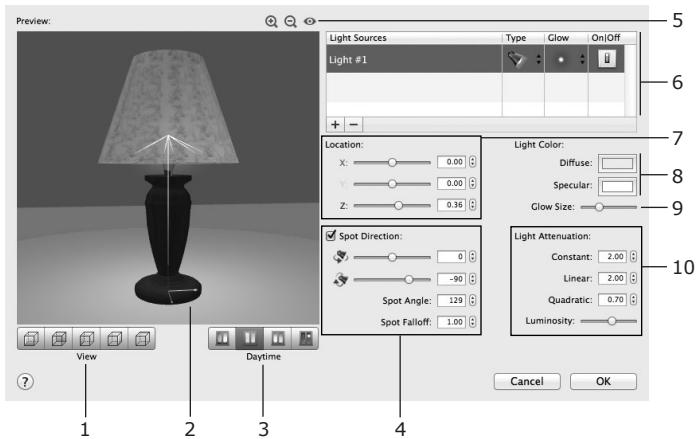 Preview:
5
Light Sources Type Glow On|Off
Light #1
6
+ −
7
Location:
X: 0.00
Y: 0.00
Z: 0.36
Light Color:
Diffuse:
Specular:
8
Glow Size:
9
Spot Direction:
0
-90
Spot Angle: 129
Spot Falloff: 1.00
Light Attenuation:
Constant: 2.00
Linear: 2.00
Quadratic: 0.70
Luminosity:
10
View
Daytime
?
Cancel OK
1 2 3 4